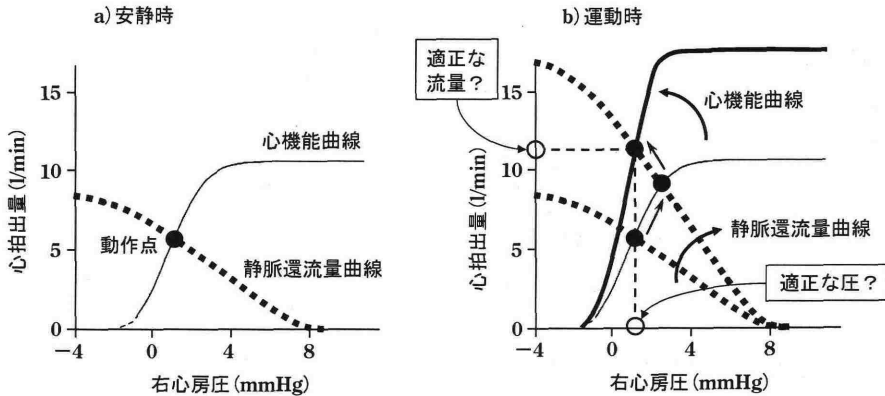 a)安静時
15
10
5
0
心拍出量(l/min)
心機能曲線
動作点
静脈還流量曲線
−4
0
4
8
右心房圧(mmHg)
b)運動時
適正な
流量?
15
10
5
0
心拍出量(l/min)
心機能曲線
静脈還流量曲線
適正な圧?
−4
0
4
8
右心房圧(mmHg)